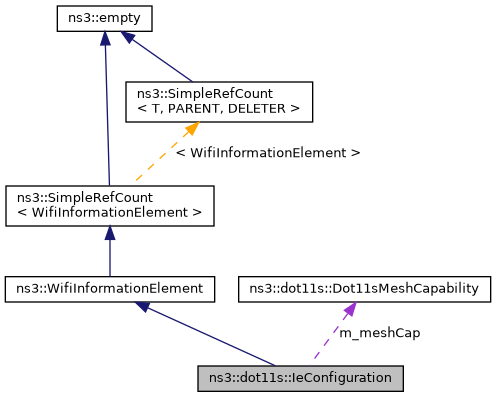 ns3::empty
ns3::SimpleRefCount
< T, PARENT, DELETER >
< WifiInformationElement >
ns3::SimpleRefCount
< WifiInformationElement >
ns3::WifiInformationElement
ns3::dot11s::Dot11sMeshCapability
m_meshCap
ns3::dot11s::IeConfiguration